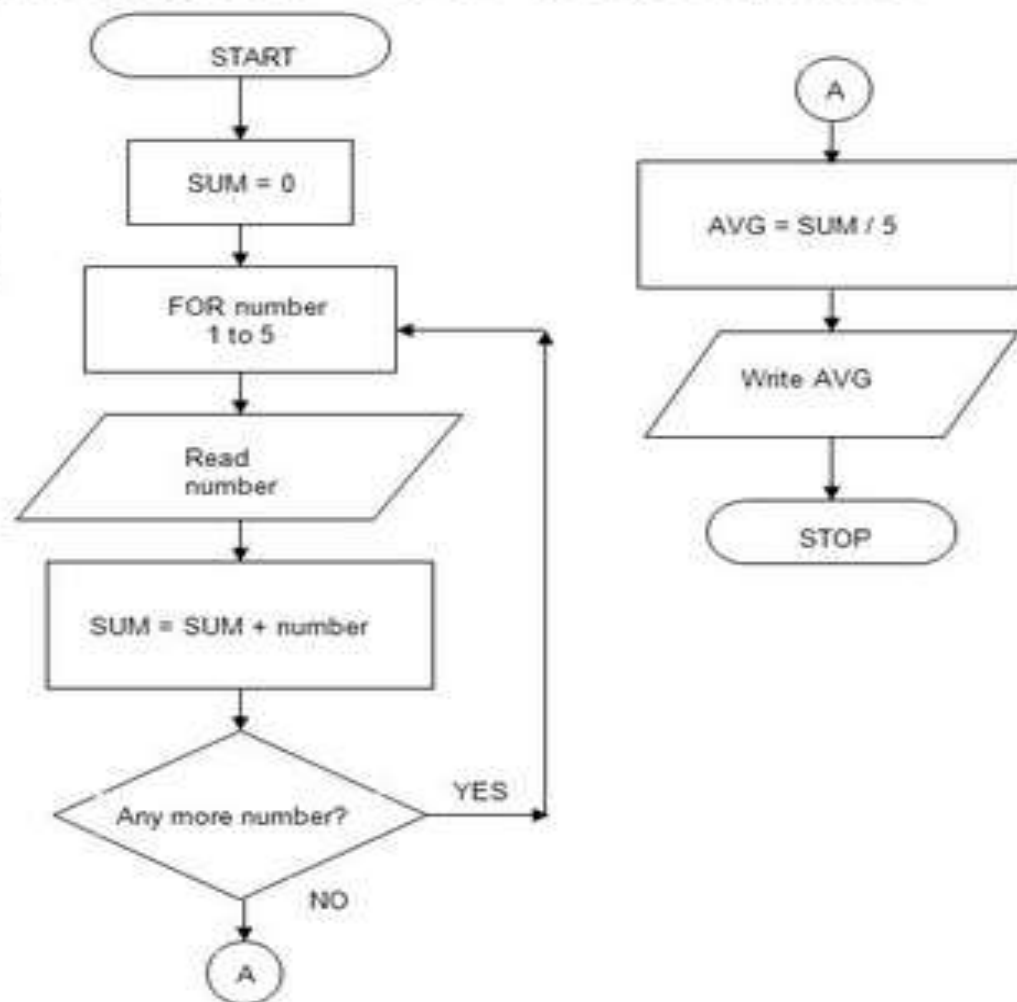 START
SUM = 0
FOR number
1 to 5
Read
number
SUM = SUM + number
Any more number?
YES
NO
A
A
AVG = SUM / 5
Write AVG
STOP